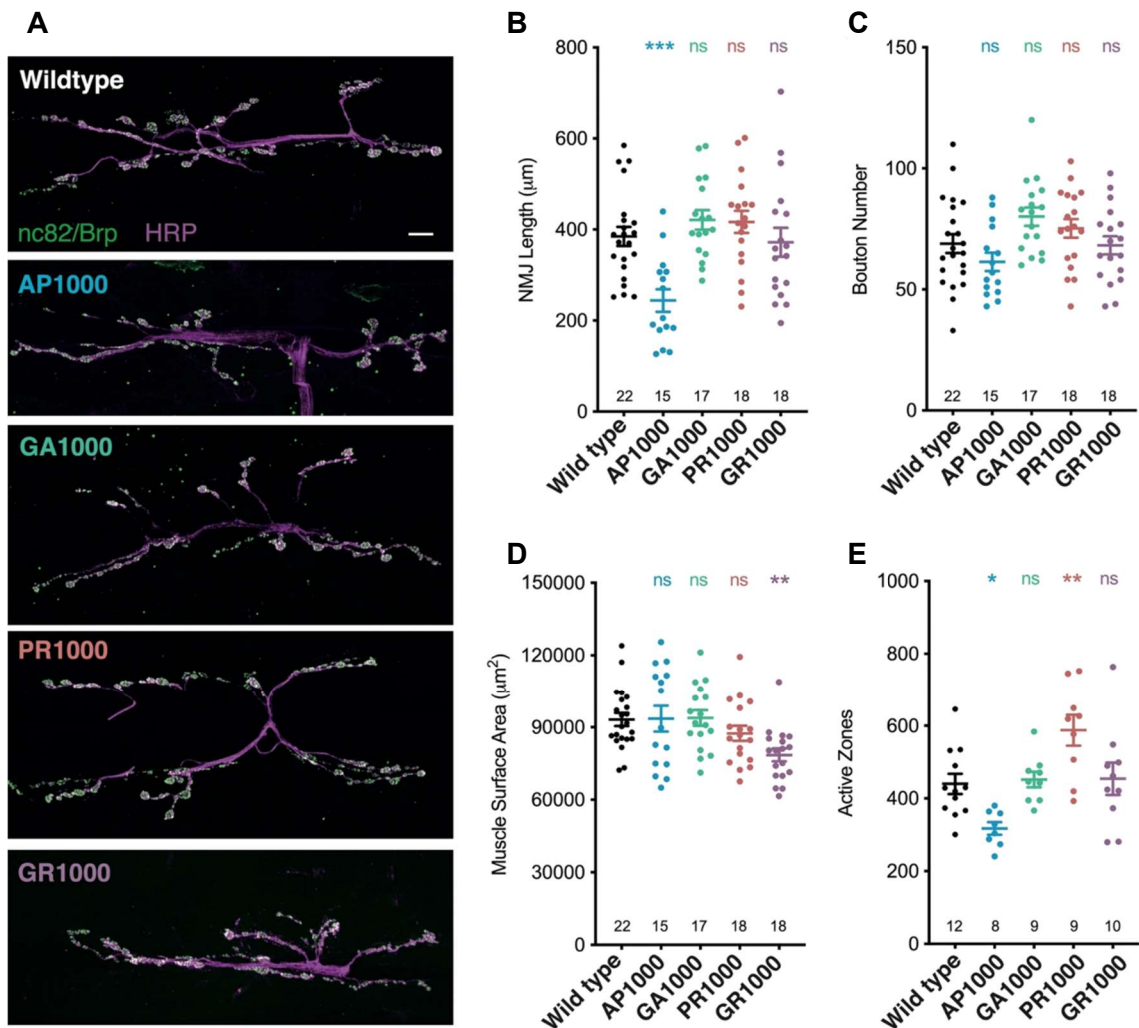 A
Wildtype
nc82/Brp HRP
AP1000
GA1000
PR1000
GR1000
B
*** ns ns ns
NMJ Length (μm)
800
600
400
200
0
22 15 17 18 18
Wild type AP1000 GA1000 PR1000 GR1000
C
ns ns ns ns
Bouton Number
150
100
50
0
22 15 17 18 18
Wild type AP1000 GA1000 PR1000 GR1000
D
ns ns ns **
Muscle Surface Area (μm²)
150000
120000
90000
60000
30000
0
22 15 17 18 18
Wild type AP1000 GA1000 PR1000 GR1000
E
* ns ** ns
Active Zones
1000
800
600
400
200
0
12 8 9 9 10
Wild type AP1000 GA1000 PR1000 GR1000